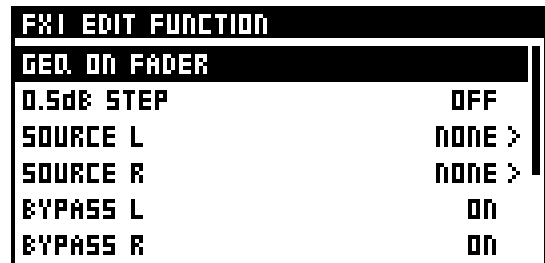 FX1 EDIT FUNCTION
GEQ ON FADER
0.5dB STEP OFF
SOURCE L NONE >
SOURCE R NONE >
BYPASS L ON
BYPASS R ON